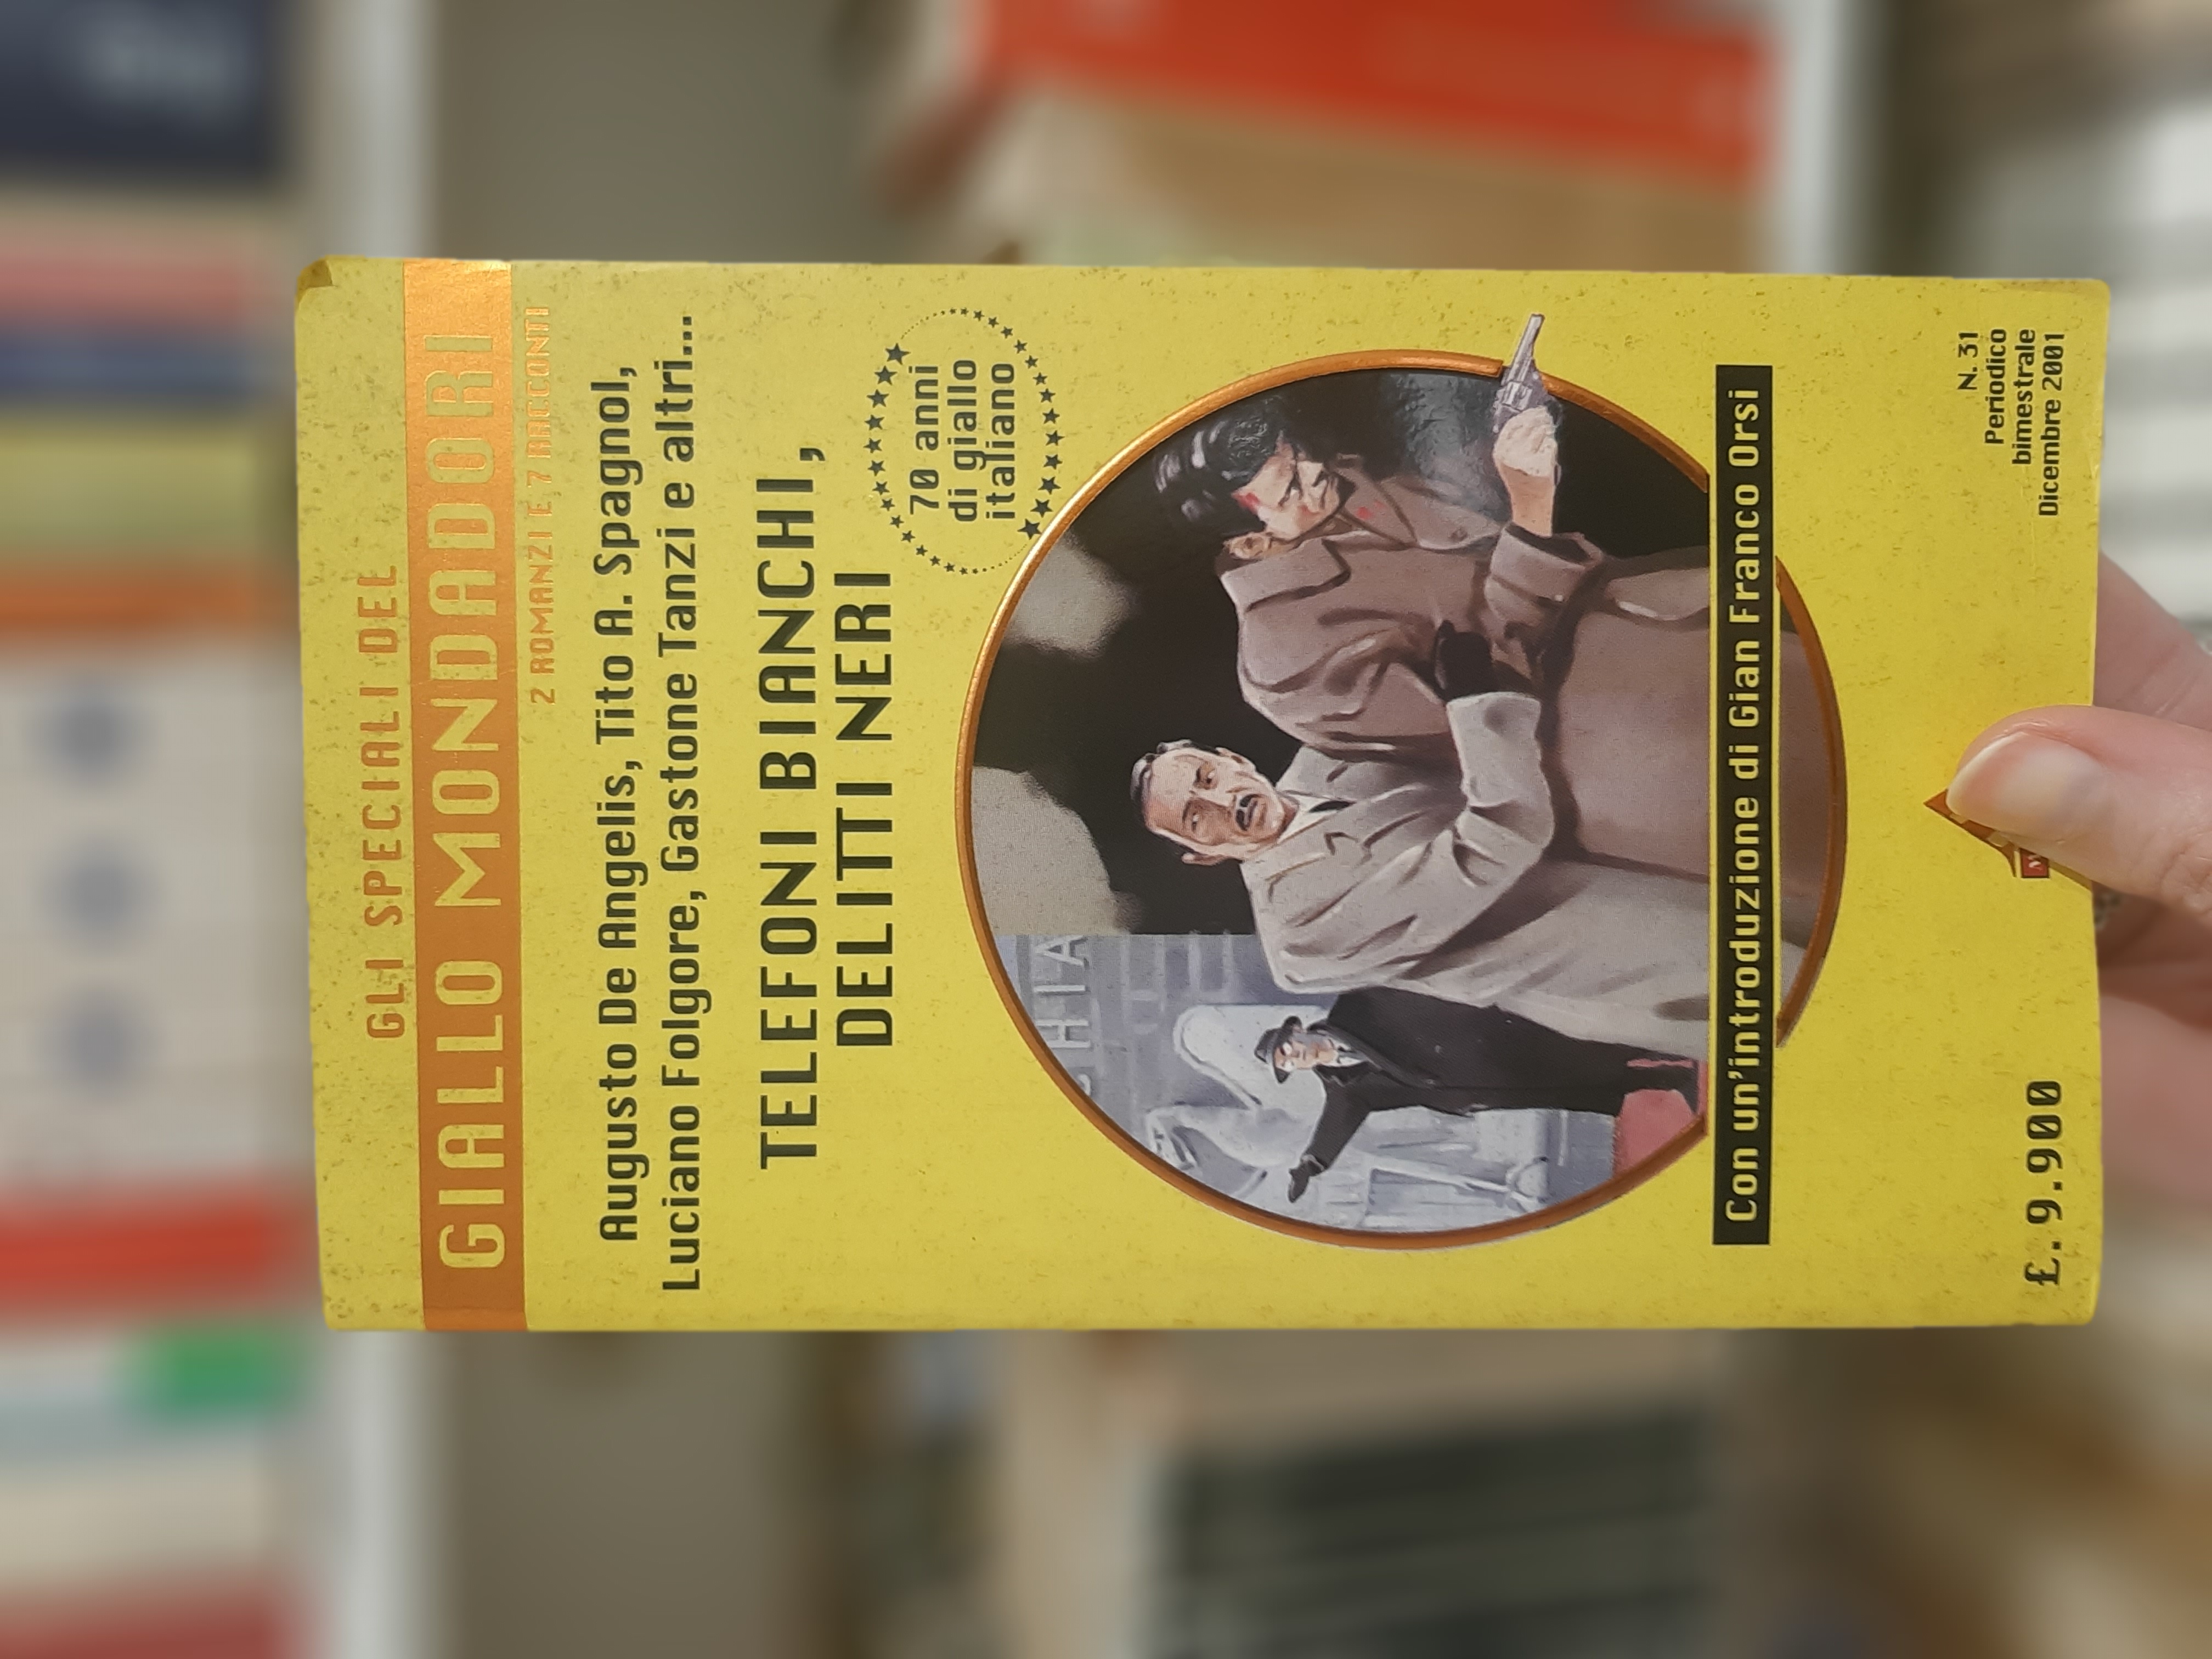 GLI SPECIALI DEL
GIALLO MONDADORI
2 ROMANZI E 7 RACCONTI
Augusto De Angelis, Tito A. Spagnol,
Luciano Folgore, Gastone Tanzi e altri...
TELEFONI BIANCHI,
DELITTI NERI
70 anni
di giallo
italiano
Con un'introduzione di Gian Franco Orsi
£. 9.900
N. 31
Periodico
bimestrale
Dicembre 2001